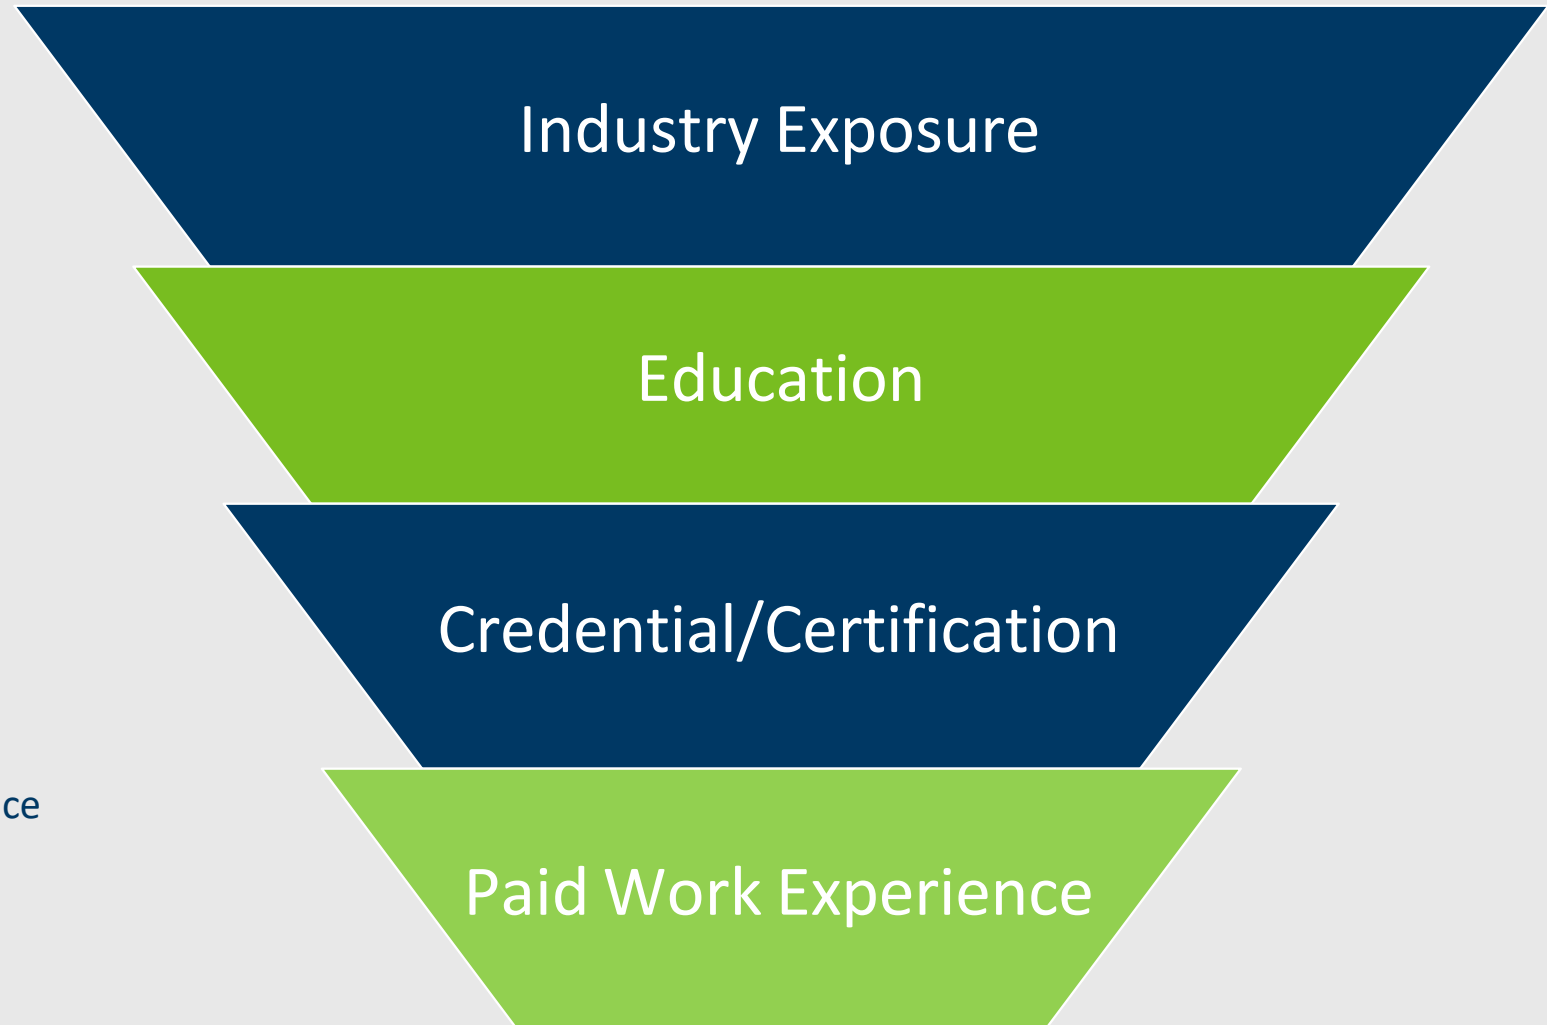 Industry Exposure
Education
Credential/Certification
ce
Paid Work Experience